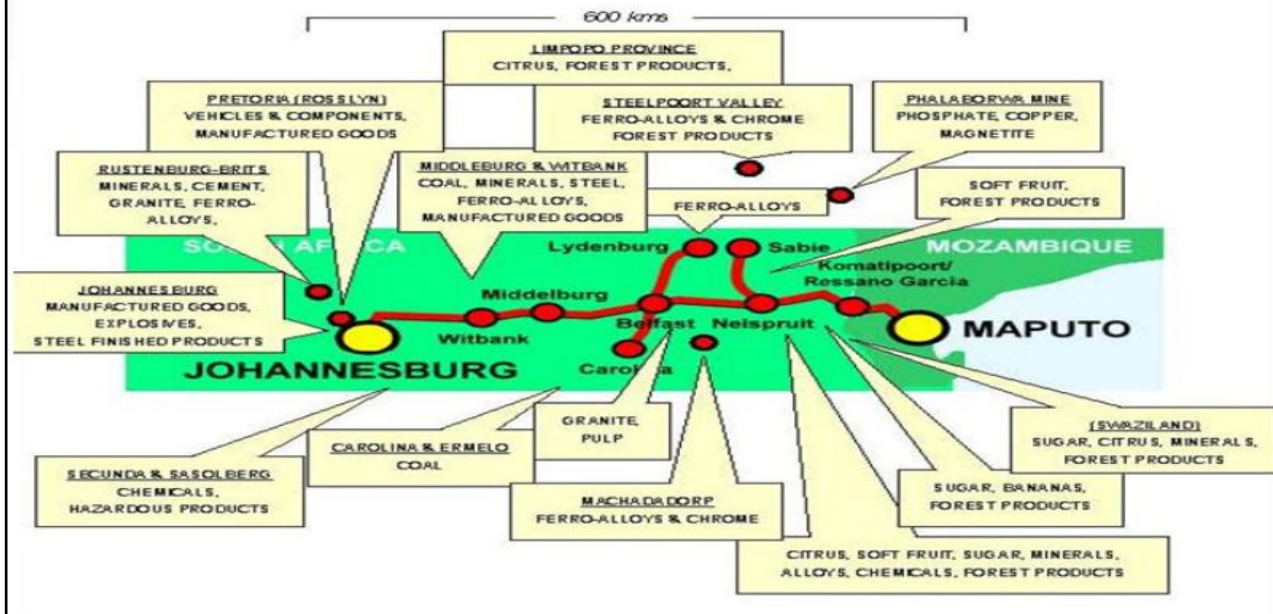 600 kms
LIMPOPO PROVINCE
CITRUS, FOREST PRODUCTS,
PRETORIA (ROSSLYN)
VEHICLES & COMPONENTS,
MANUFACTURED GOODS
STEELPOORT VALLEY
FERRO-ALLOYS & CHROME
FOREST PRODUCTS
PHALABORWA MINE
PHOSPHATE, COPPER,
MAGNETITE
RUSTENBURG-BRITS
MINERALS, CEMENT,
GRANITE, FERRO-
ALLOYS,
MIDDLEBURG & WITBANK
COAL, MINERALS, STEEL,
FERRO-ALLOYS,
MANUFACTURED GOODS
FERRO-ALLOYS
SOFT FRUIT,
FOREST PRODUCTS
SOUTH AFRICA
MOZAMBIQUE
Lydenburg
Sabie
Komatipoort/
Ressano Garcia
JOHANNESBURG
MANUFACTURED GOODS,
EXPLOSIVES,
STEEL FINISHED PRODUCTS
Middelburg
Witbank
Belfast
Nelspruit
MAPUTO
JOHANNESBURG
Carolina
GRANITE,
PULP
CAROLINA & ERMELO
COAL
(SWAZILAND)
SUGAR, CITRUS, MINERALS,
FOREST PRODUCTS
SECUNDA & SASOLBERG
CHEMICALS,
HAZARDOUS PRODUCTS
MACHADADORP
FERRO-ALLOYS & CHROME
SUGAR, BANANAS,
FOREST PRODUCTS
CITRUS, SOFT FRUIT, SUGAR, MINERALS,
ALLOYS, CHEMICALS, FOREST PRODUCTS